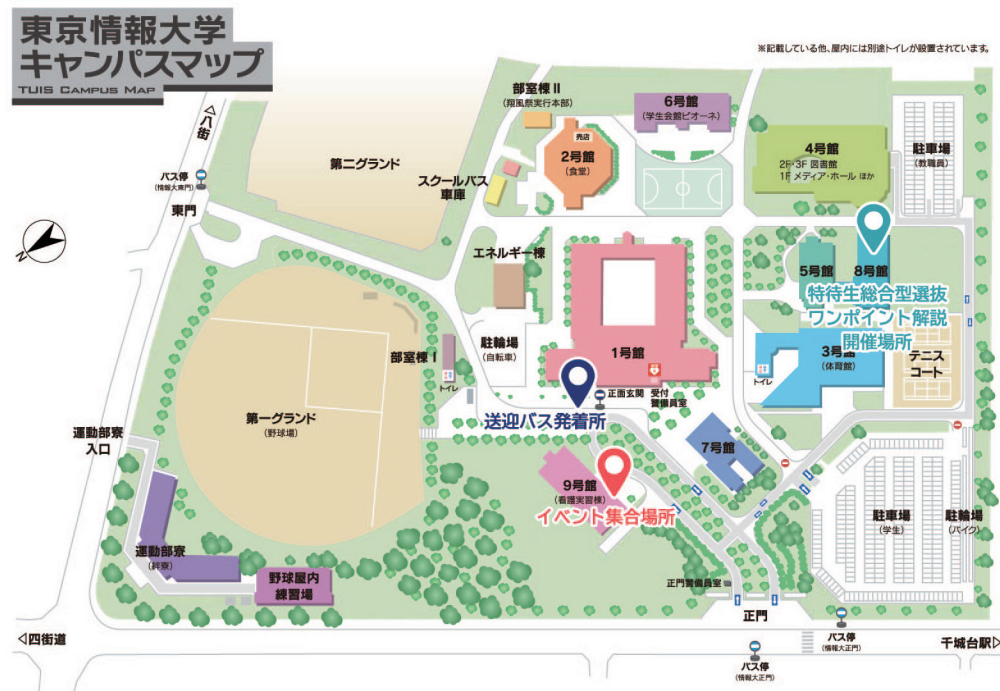 東京情報大学
キャンパスマップ
TUIS CAMPUS MAP
※記載している他、屋内には別途トイレが設置されています。
◁八街
バス停
(情報大東門)
東門
第二グランド
部室棟Ⅱ
(翔風祭実行本部)
スクールバス
車庫
売店
2号館
(食堂)
6号館
(学生会館ピオーネ)
4号館
2F・3F 図書館
1F メディア・ホール ほか
駐車場
(教職員)
N
エネルギー棟
駐輪場
(自転車)
部室棟Ⅰ
トイレ
1号館
正面玄関
受付
警備員室
5号館
8号館
特待生総合型選抜
ワンポイント解説
開催場所
3号館
(体育館)
トイレ
テニス
コート
第一グランド
(野球場)
送迎バス発着所
7号館
9号館
(看護実習棟)
イベント集合場所
運動部寮
入口
運動部寮
(絆寮)
野球屋内
練習場
駐車場
(学生)
駐輪場
(バイク)
正門警備員室
正門
◁四街道
バス停
(情報大正門)
バス停
(情報大正門)
千城台駅▷